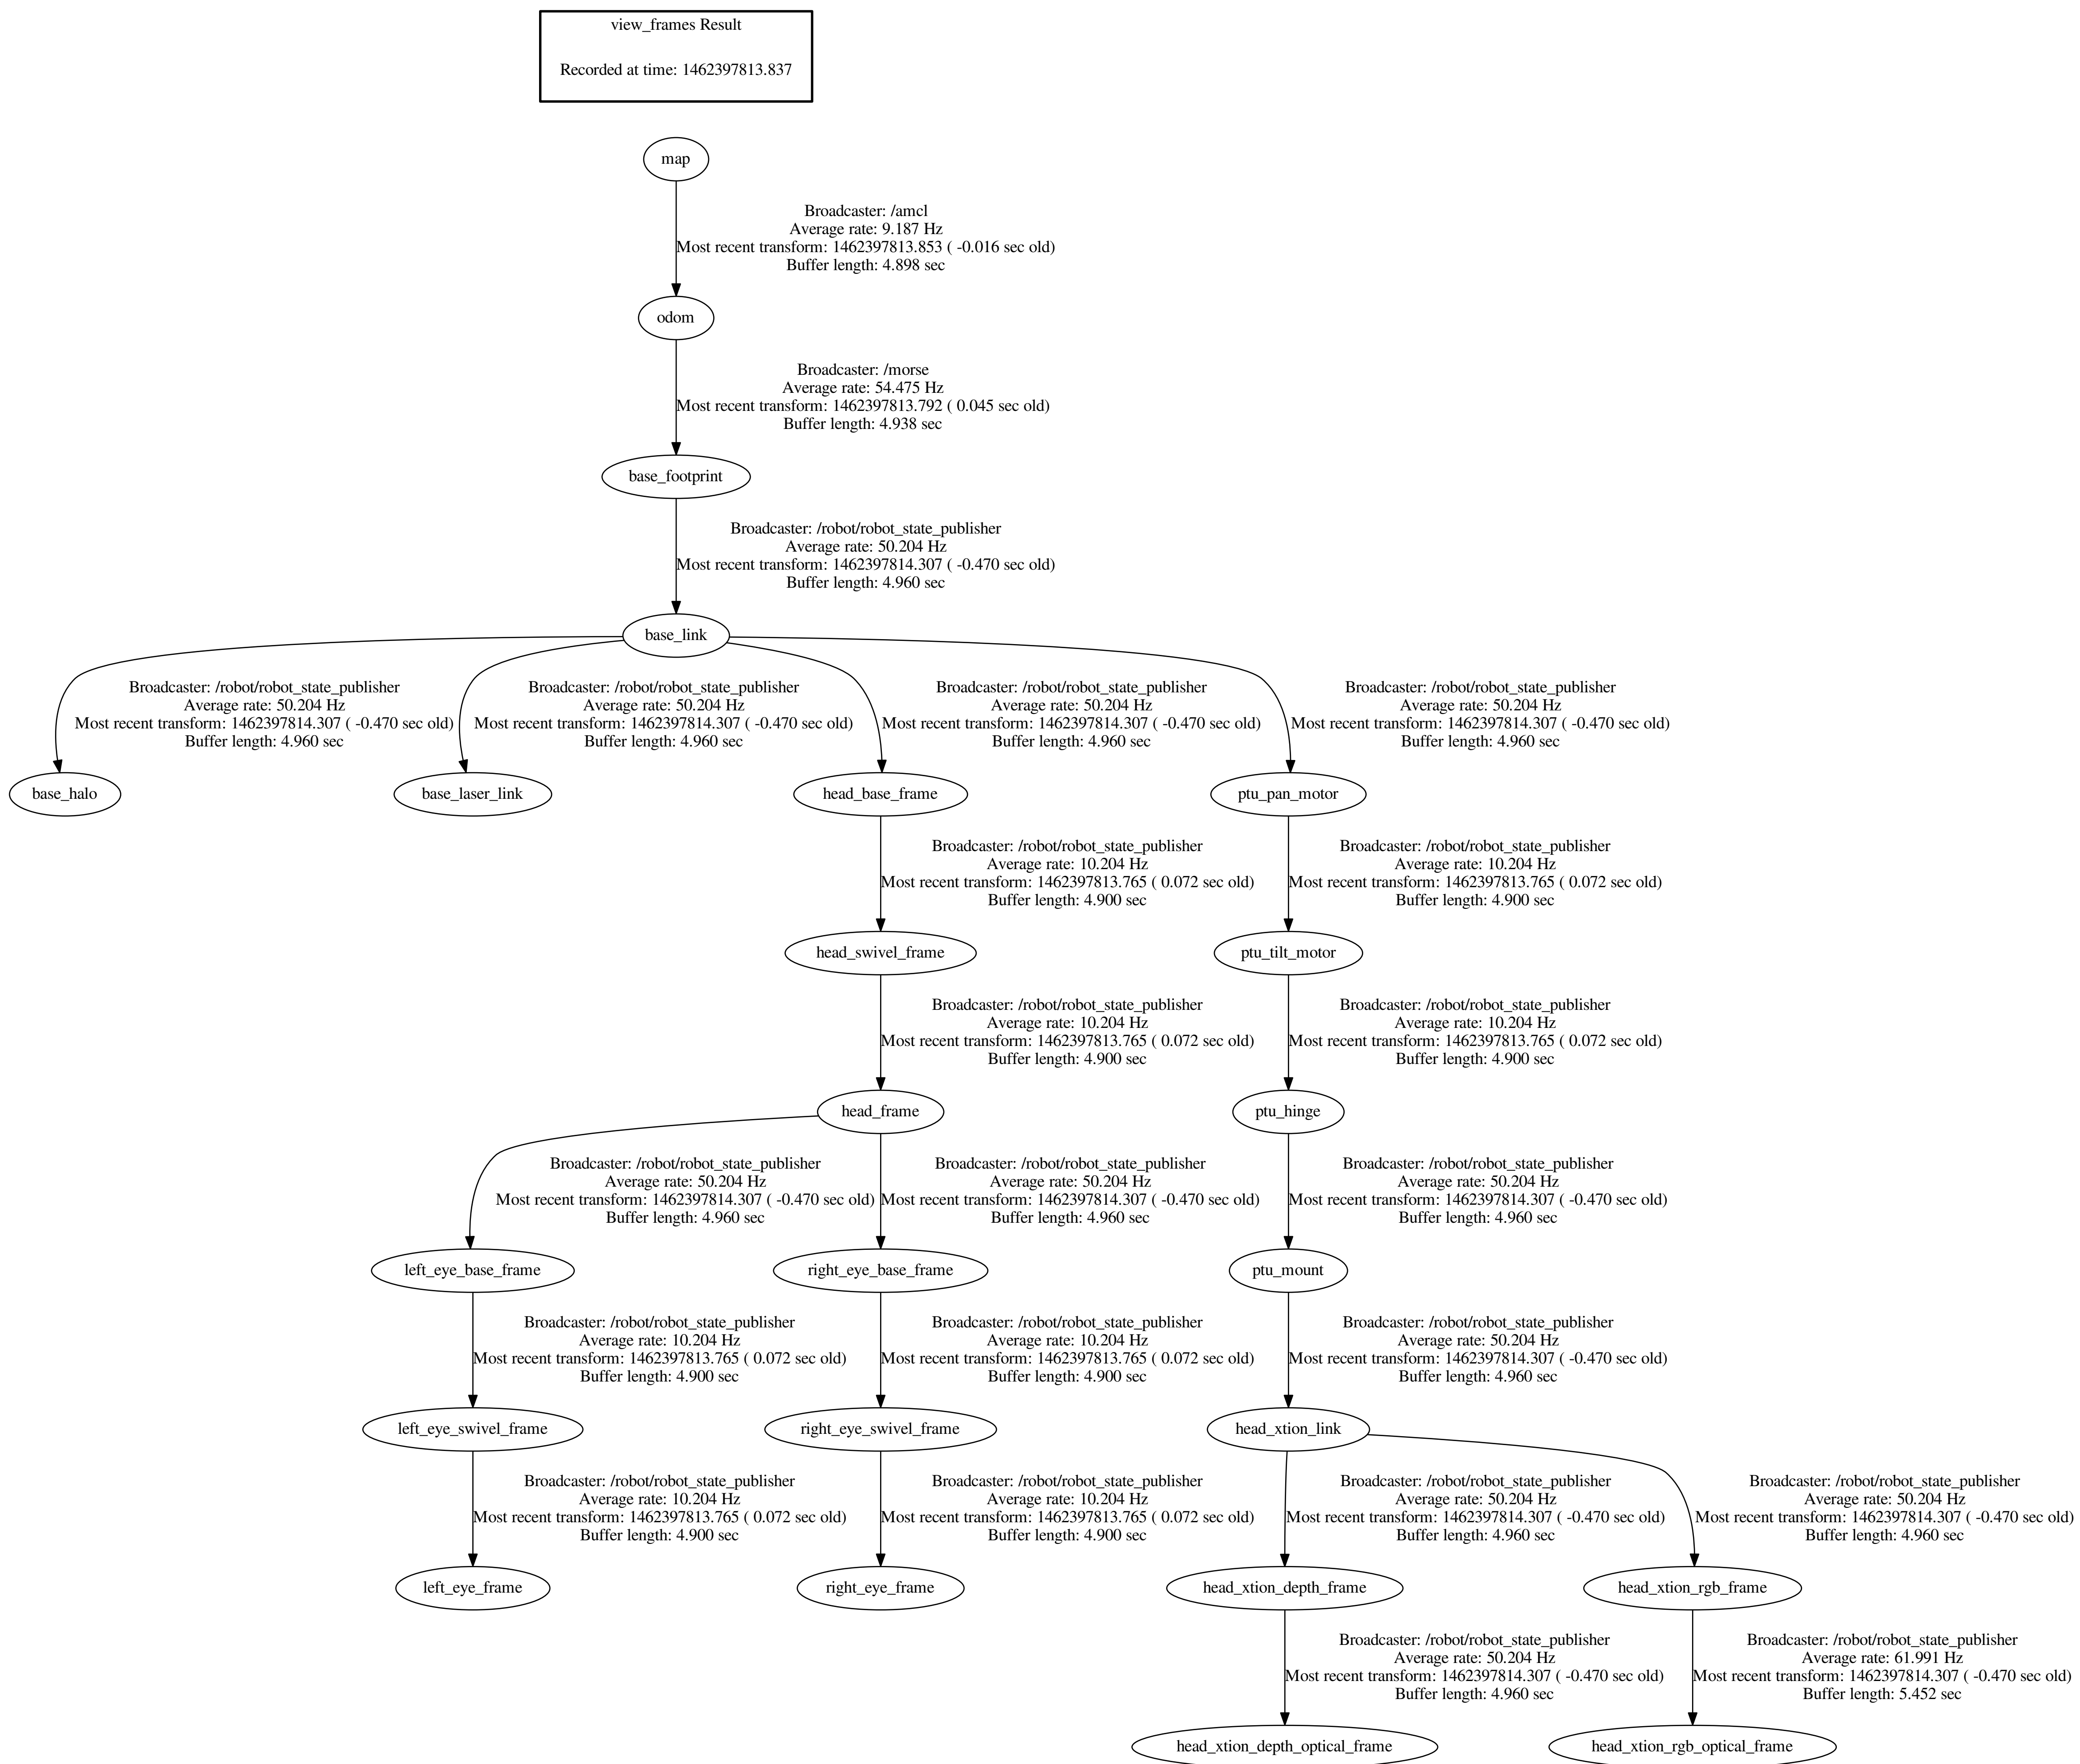 view_frames Result
Recorded at time: 1462397813.837
map
Broadcaster: /amcl
Average rate: 9.187 Hz
Most recent transform: 1462397813.853 ( -0.016 sec old)
Buffer length: 4.898 sec
odom
Broadcaster: /morse
Average rate: 54.475 Hz
Most recent transform: 1462397813.792 ( 0.045 sec old)
Buffer length: 4.938 sec
base_footprint
Broadcaster: /robot/robot_state_publisher
Average rate: 50.204 Hz
Most recent transform: 1462397814.307 ( -0.470 sec old)
Buffer length: 4.960 sec
base_link
Broadcaster: /robot/robot_state_publisher
Average rate: 50.204 Hz
Most recent transform: 1462397814.307 ( -0.470 sec old)
Buffer length: 4.960 sec
Broadcaster: /robot/robot_state_publisher
Average rate: 50.204 Hz
Most recent transform: 1462397814.307 ( -0.470 sec old)
Buffer length: 4.960 sec
Broadcaster: /robot/robot_state_publisher
Average rate: 50.204 Hz
Most recent transform: 1462397814.307 ( -0.470 sec old)
Buffer length: 4.960 sec
Broadcaster: /robot/robot_state_publisher
Average rate: 50.204 Hz
Most recent transform: 1462397814.307 ( -0.470 sec old)
Buffer length: 4.960 sec
base_halo
base_laser_link
head_base_frame
ptu_pan_motor
Broadcaster: /robot/robot_state_publisher
Average rate: 10.204 Hz
Most recent transform: 1462397813.765 ( 0.072 sec old)
Buffer length: 4.900 sec
Broadcaster: /robot/robot_state_publisher
Average rate: 10.204 Hz
Most recent transform: 1462397813.765 ( 0.072 sec old)
Buffer length: 4.900 sec
head_swivel_frame
ptu_tilt_motor
Broadcaster: /robot/robot_state_publisher
Average rate: 10.204 Hz
Most recent transform: 1462397813.765 ( 0.072 sec old)
Buffer length: 4.900 sec
Broadcaster: /robot/robot_state_publisher
Average rate: 10.204 Hz
Most recent transform: 1462397813.765 ( 0.072 sec old)
Buffer length: 4.900 sec
head_frame
ptu_hinge
Broadcaster: /robot/robot_state_publisher
Average rate: 50.204 Hz
Most recent transform: 1462397814.307 ( -0.470 sec old)
Buffer length: 4.960 sec
Broadcaster: /robot/robot_state_publisher
Average rate: 50.204 Hz
Most recent transform: 1462397814.307 ( -0.470 sec old)
Buffer length: 4.960 sec
Broadcaster: /robot/robot_state_publisher
Average rate: 50.204 Hz
Most recent transform: 1462397814.307 ( -0.470 sec old)
Buffer length: 4.960 sec
left_eye_base_frame
right_eye_base_frame
ptu_mount
Broadcaster: /robot/robot_state_publisher
Average rate: 10.204 Hz
Most recent transform: 1462397813.765 ( 0.072 sec old)
Buffer length: 4.900 sec
Broadcaster: /robot/robot_state_publisher
Average rate: 10.204 Hz
Most recent transform: 1462397813.765 ( 0.072 sec old)
Buffer length: 4.900 sec
Broadcaster: /robot/robot_state_publisher
Average rate: 50.204 Hz
Most recent transform: 1462397814.307 ( -0.470 sec old)
Buffer length: 4.960 sec
left_eye_swivel_frame
right_eye_swivel_frame
head_xtion_link
Broadcaster: /robot/robot_state_publisher
Average rate: 10.204 Hz
Most recent transform: 1462397813.765 ( 0.072 sec old)
Buffer length: 4.900 sec
Broadcaster: /robot/robot_state_publisher
Average rate: 10.204 Hz
Most recent transform: 1462397813.765 ( 0.072 sec old)
Buffer length: 4.900 sec
Broadcaster: /robot/robot_state_publisher
Average rate: 50.204 Hz
Most recent transform: 1462397814.307 ( -0.470 sec old)
Buffer length: 4.960 sec
Broadcaster: /robot/robot_state_publisher
Average rate: 50.204 Hz
Most recent transform: 1462397814.307 ( -0.470 sec old)
Buffer length: 4.960 sec
left_eye_frame
right_eye_frame
head_xtion_depth_frame
head_xtion_rgb_frame
Broadcaster: /robot/robot_state_publisher
Average rate: 50.204 Hz
Most recent transform: 1462397814.307 ( -0.470 sec old)
Buffer length: 4.960 sec
Broadcaster: /robot/robot_state_publisher
Average rate: 61.991 Hz
Most recent transform: 1462397814.307 ( -0.470 sec old)
Buffer length: 5.452 sec
head_xtion_depth_optical_frame
head_xtion_rgb_optical_frame